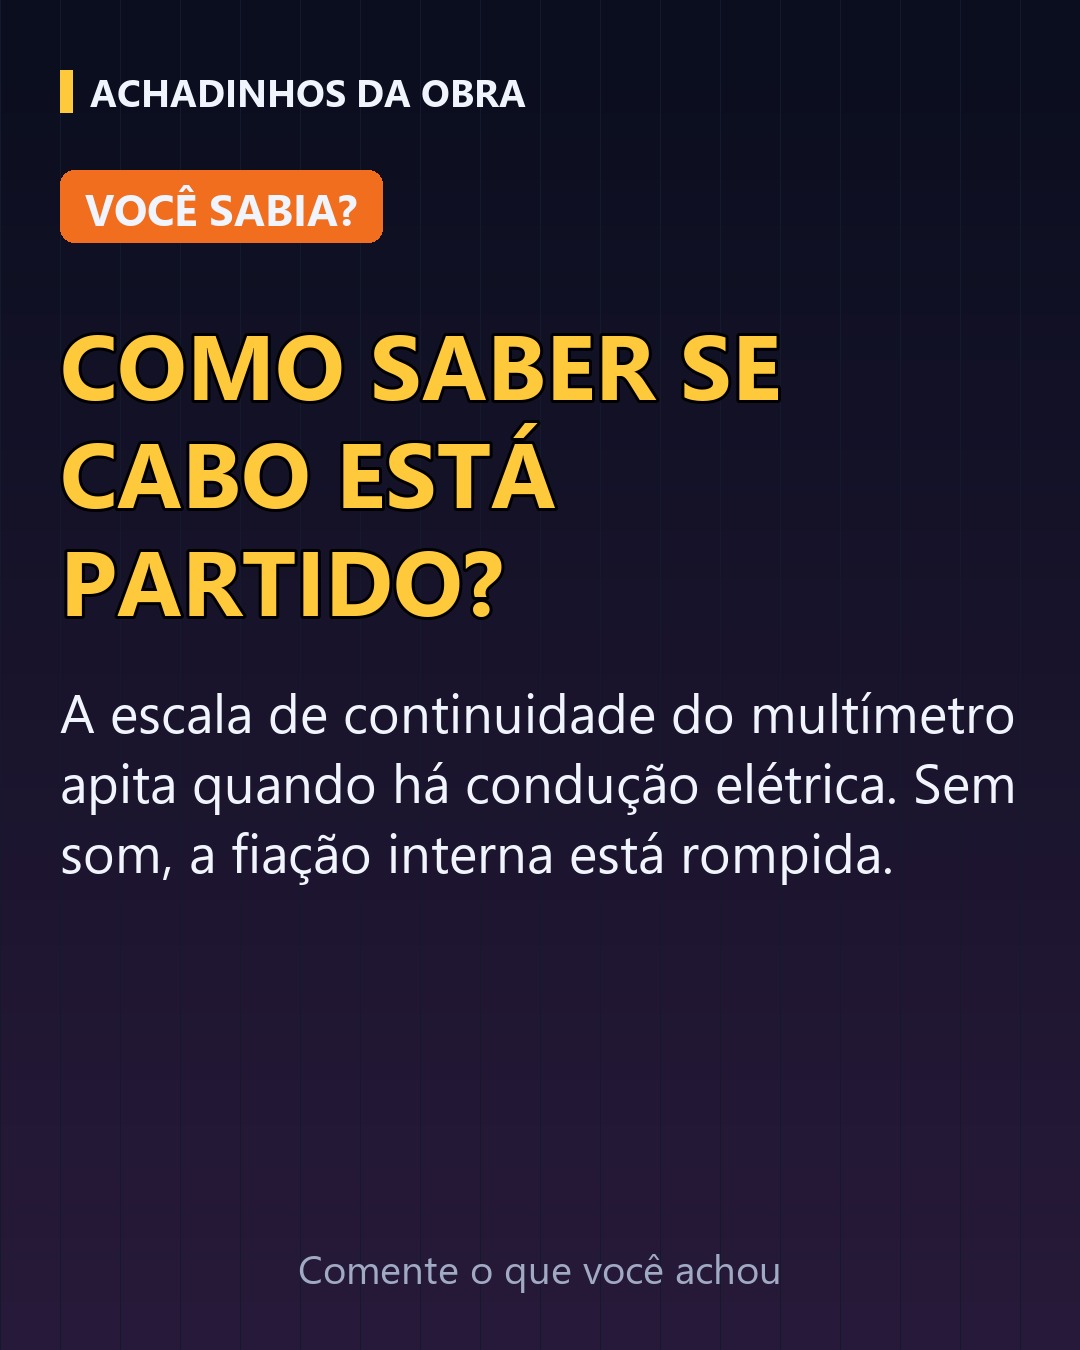 ACHADINHOS DA OBRA
VOCÊ SABIA?
COMO SABER SE
CABO ESTÁ
PARTIDO?
A escala de continuidade do multímetro
apita quando há condução elétrica. Sem
som, a fiação interna está rompida.
Comente o que você achou